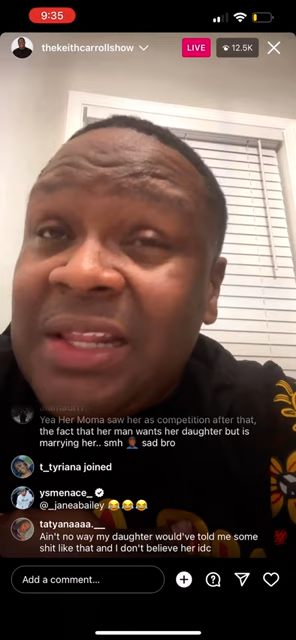 9:35
thekeithcarrollshow
LIVE
12.5K
Yea Her Moma saw her as competition after that,
the fact that her man wants her daughter but is
marrying her.. smh 🤦🏾‍♂️ sad bro
t_tyriana joined
ysmenace_
@_janeabailey 😂😂😂
tatyanaaaa.__
Ain't no way my daughter would've told me some
shit like that and I don't believe her idc
Add a comment...